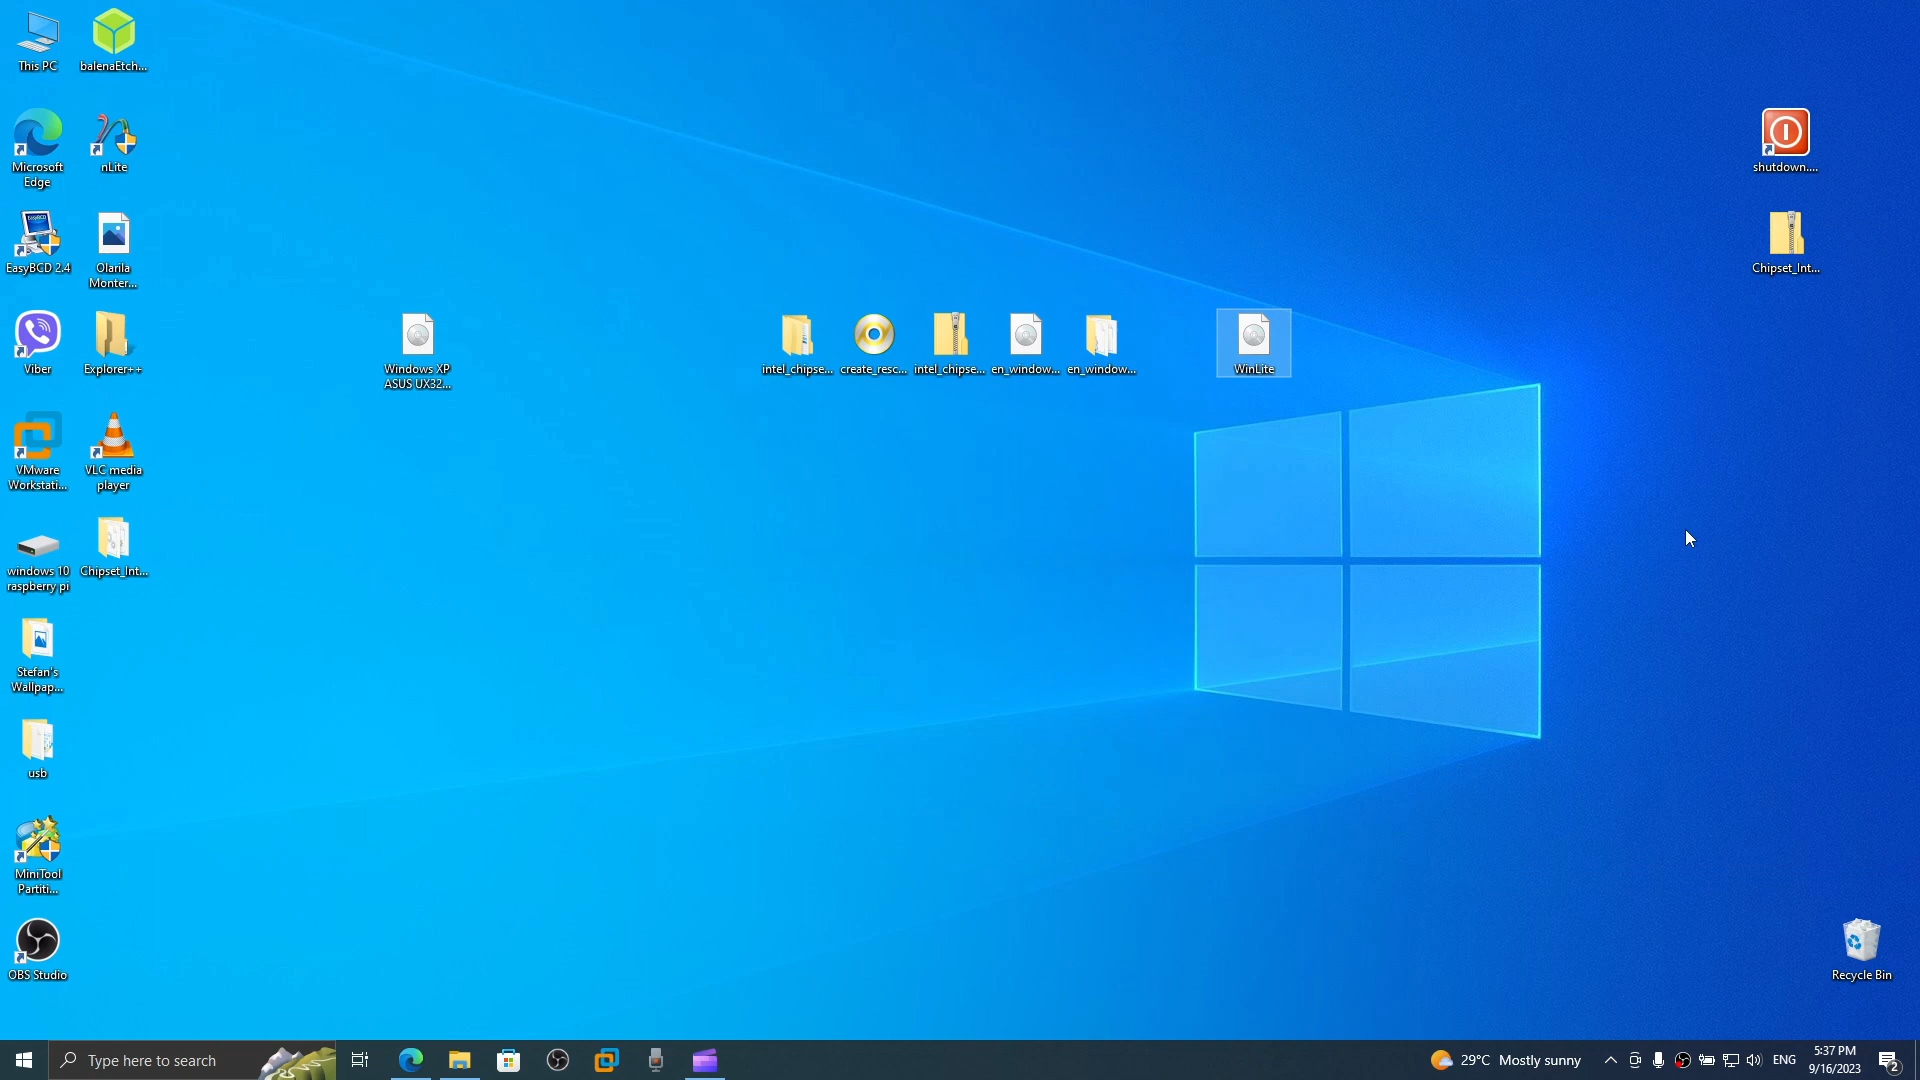 This PC
balenaEtch...
Microsoft
Edge
nLite
shutdown....
EasyBCD 2.4
Olarila
Monter...
Chipset_Int...
Viber
Explorer++
Windows XP
ASUS UX32...
intel_chipse...
create_resc...
intel_chipse...
en_window...
en_window...
WinLite
VMware
Workstati...
VLC media
player
windows 10
raspberry pi
Chipset_Int...
Stefan's
Wallpap...
usb
MiniTool
Partiti...
OBS Studio
Recycle Bin
Type here to search
29°C Mostly sunny
ENG
5:37 PM
9/16/2023
2